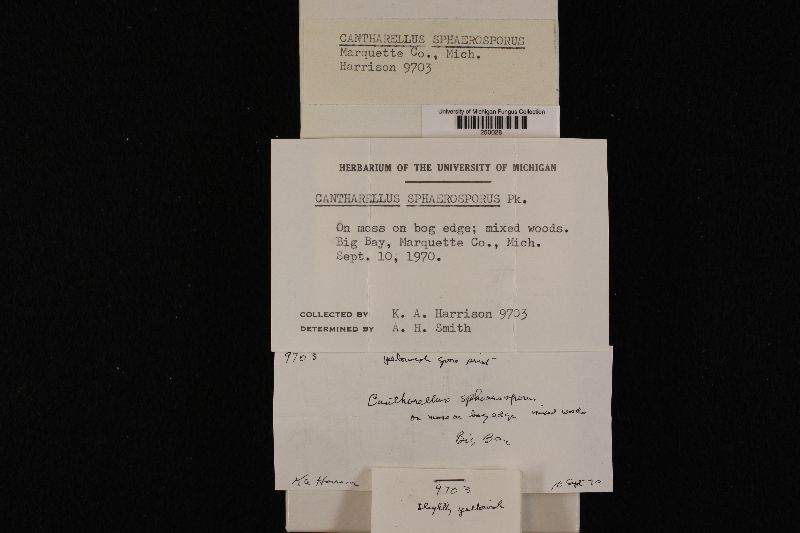 CANTHARELLUS SPHAEROSPORUS
Marquette Co., Mich.
Harrison 9703
University of Michigan Fungus Collection
HERBARIUM OF THE UNIVERSITY OF MICHIGAN
CANTHARELLUS SPHAEROSPORUS Pk.
On moss on bog edge; mixed woods.
Big Bay, Marquette Co., Mich.
Sept. 10, 1970.
COLLECTED BY K. A. Harrison 9703
DETERMINED BY A. H. Smith
9703 yellowish spore print
Cantharellus
on moss on bog edge mixed woods
Big Bay
KA Harrison 10 Sept 70
9703
slightly yellowish